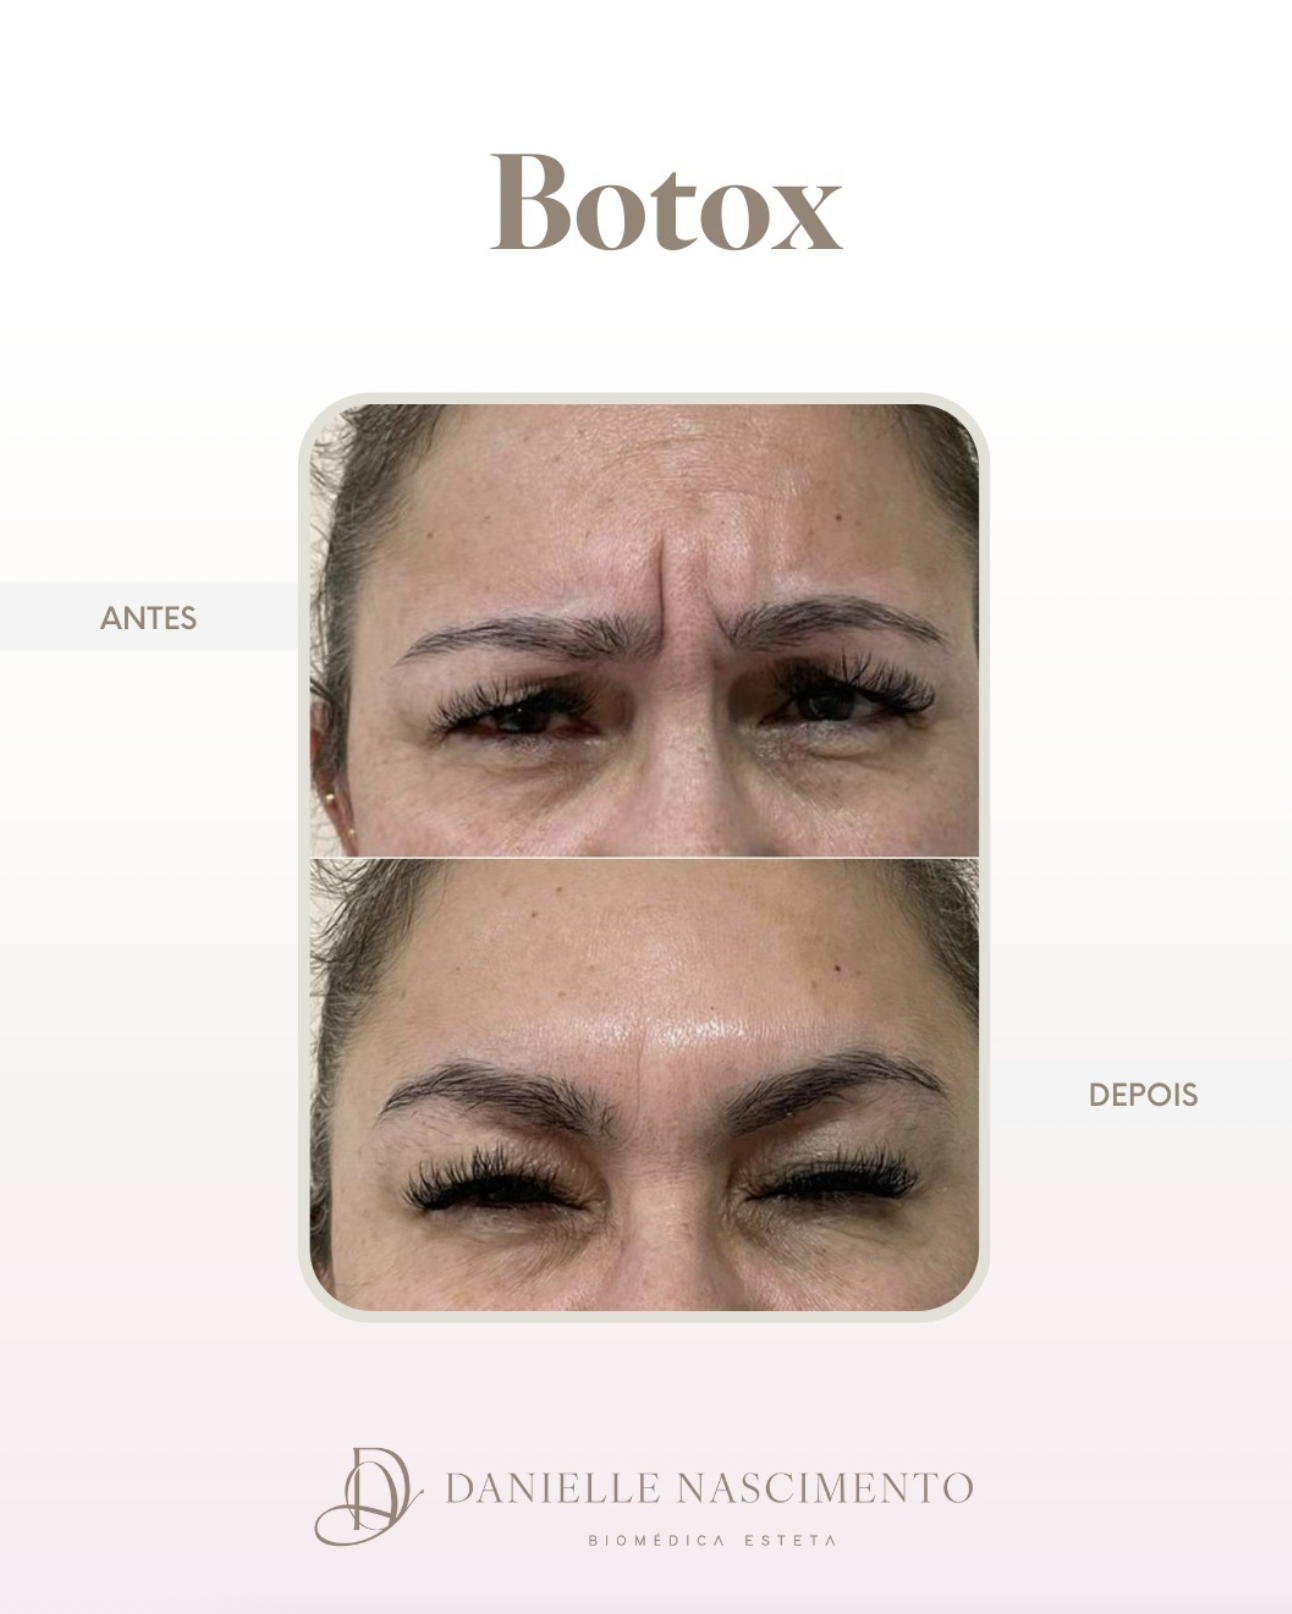 Botox
ANTES
DEPOIS
DANIELLE NASCIMENTO
BIOMÉDICA ESTETA